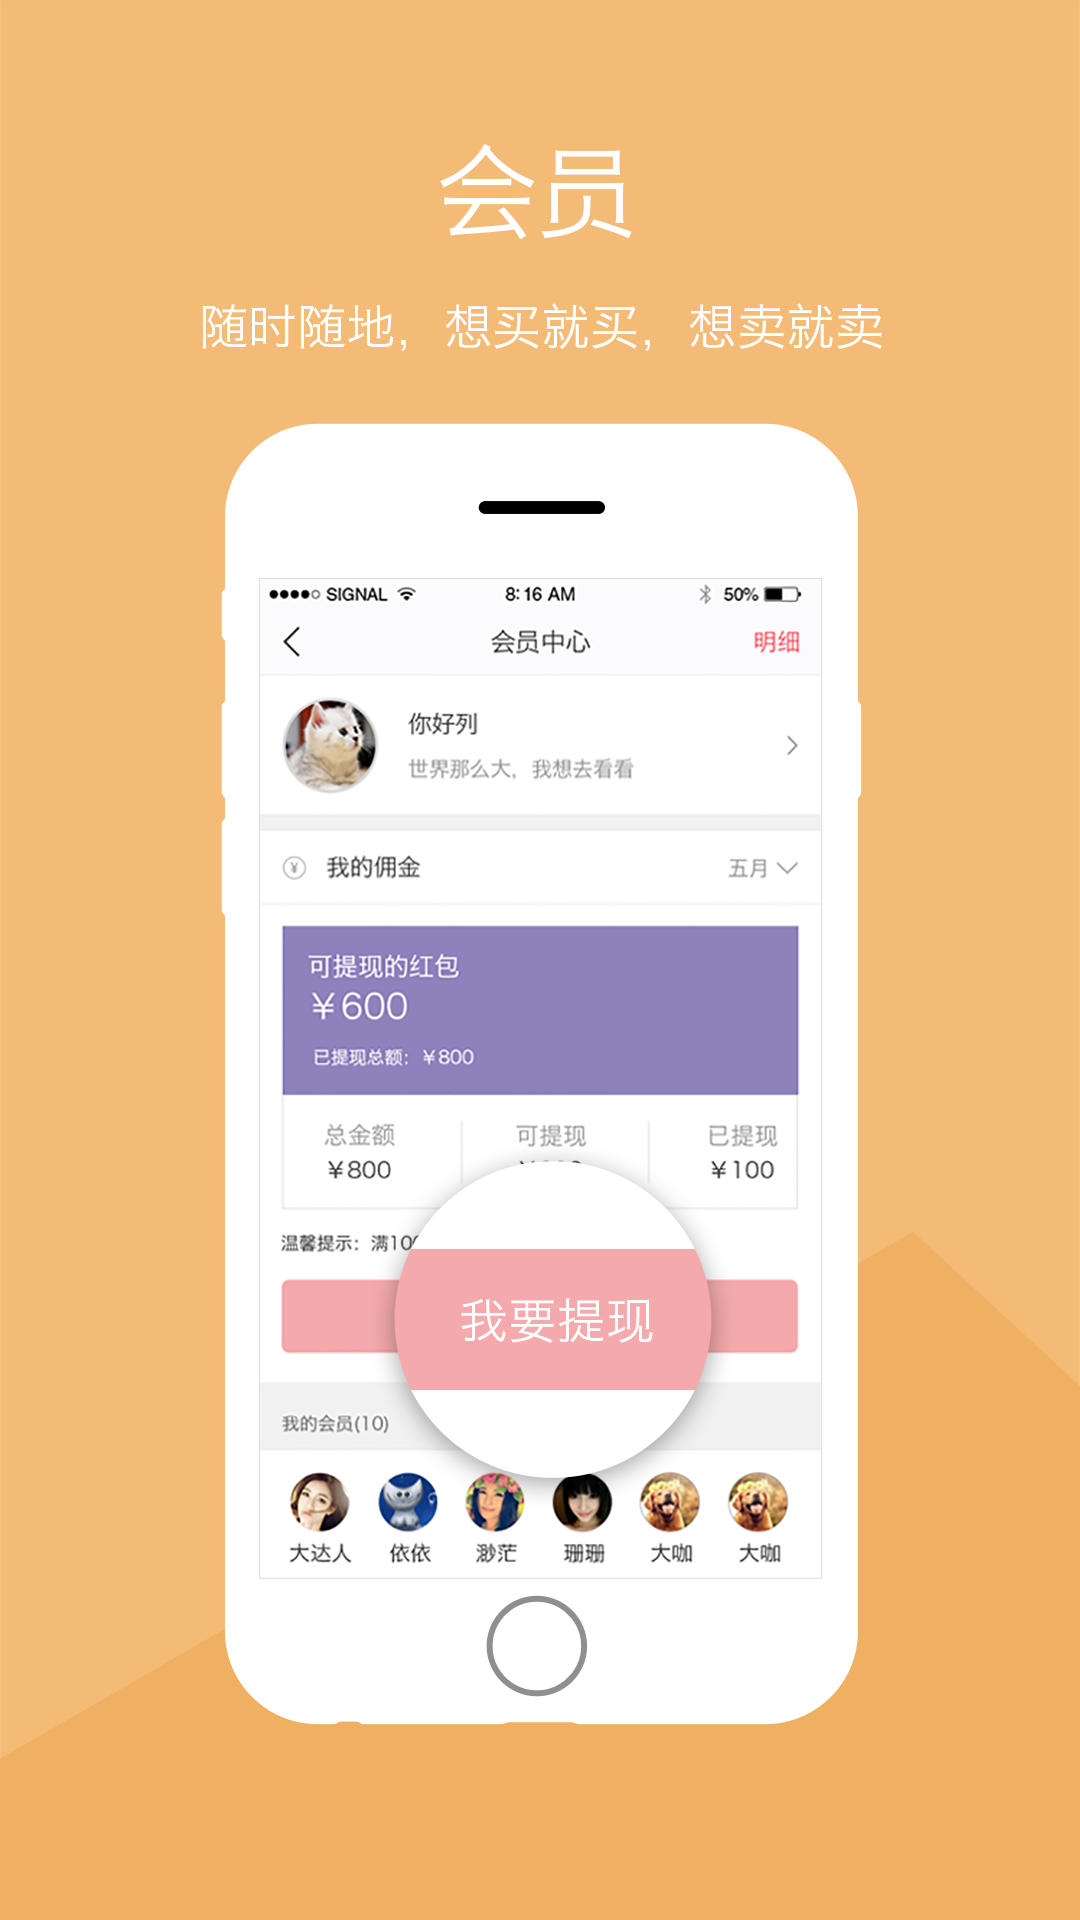 会员
随时随地，想买就买，想卖就卖
SIGNAL 8:16 AM 50%
会员中心 明细
你好列
世界那么大，我想去看看
我的佣金 五月
可提现的红包
¥600
已提现总额：¥800
总金额 可提现 已提现
¥800 ¥100
温馨提示：满10
我要提现
我的会员(10)
大达人 依依 渺茫 珊珊 大咖 大咖